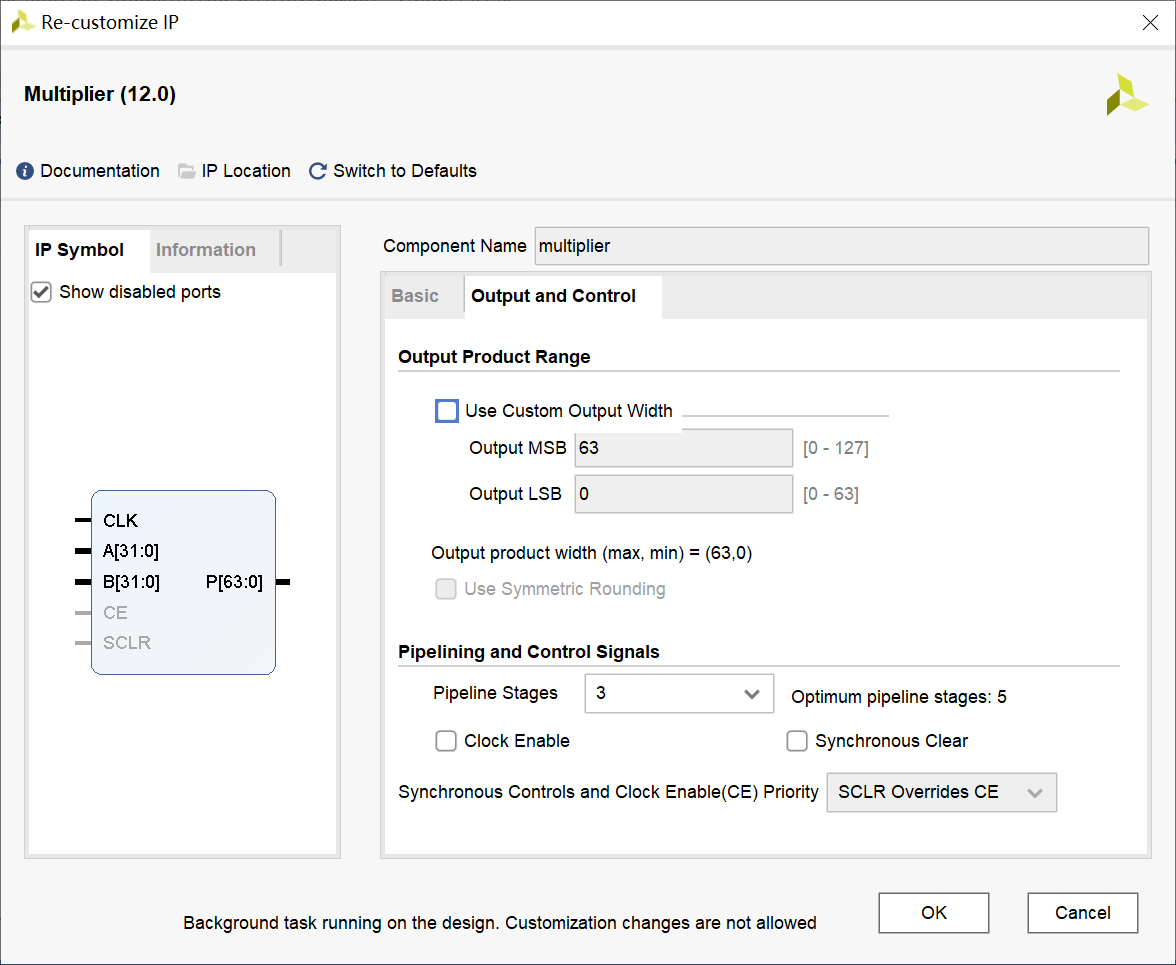 Re-customize IP
Multiplier (12.0)
Documentation IP Location Switch to Defaults
IP Symbol Information
Show disabled ports
CLK
A[31:0]
B[31:0] P[63:0]
CE
SCLR
Component Name multiplier
Basic Output and Control
Output Product Range
Use Custom Output Width
Output MSB 63 [0 - 127]
Output LSB 0 [0 - 63]
Output product width (max, min) = (63,0)
Use Symmetric Rounding
Pipelining and Control Signals
Pipeline Stages 3 Optimum pipeline stages: 5
Clock Enable Synchronous Clear
Synchronous Controls and Clock Enable(CE) Priority SCLR Overrides CE
Background task running on the design. Customization changes are not allowed
OK Cancel